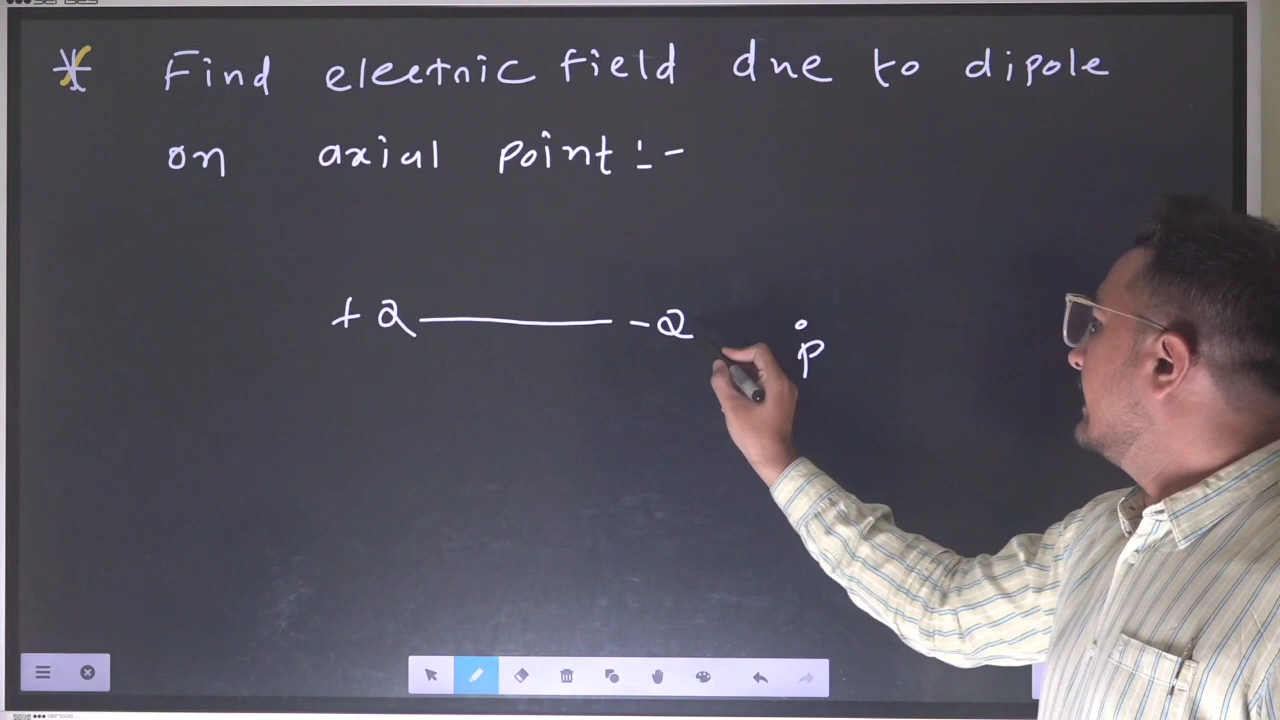 * Find electric field due to dipole
on axial point :-
+Q -Q
P